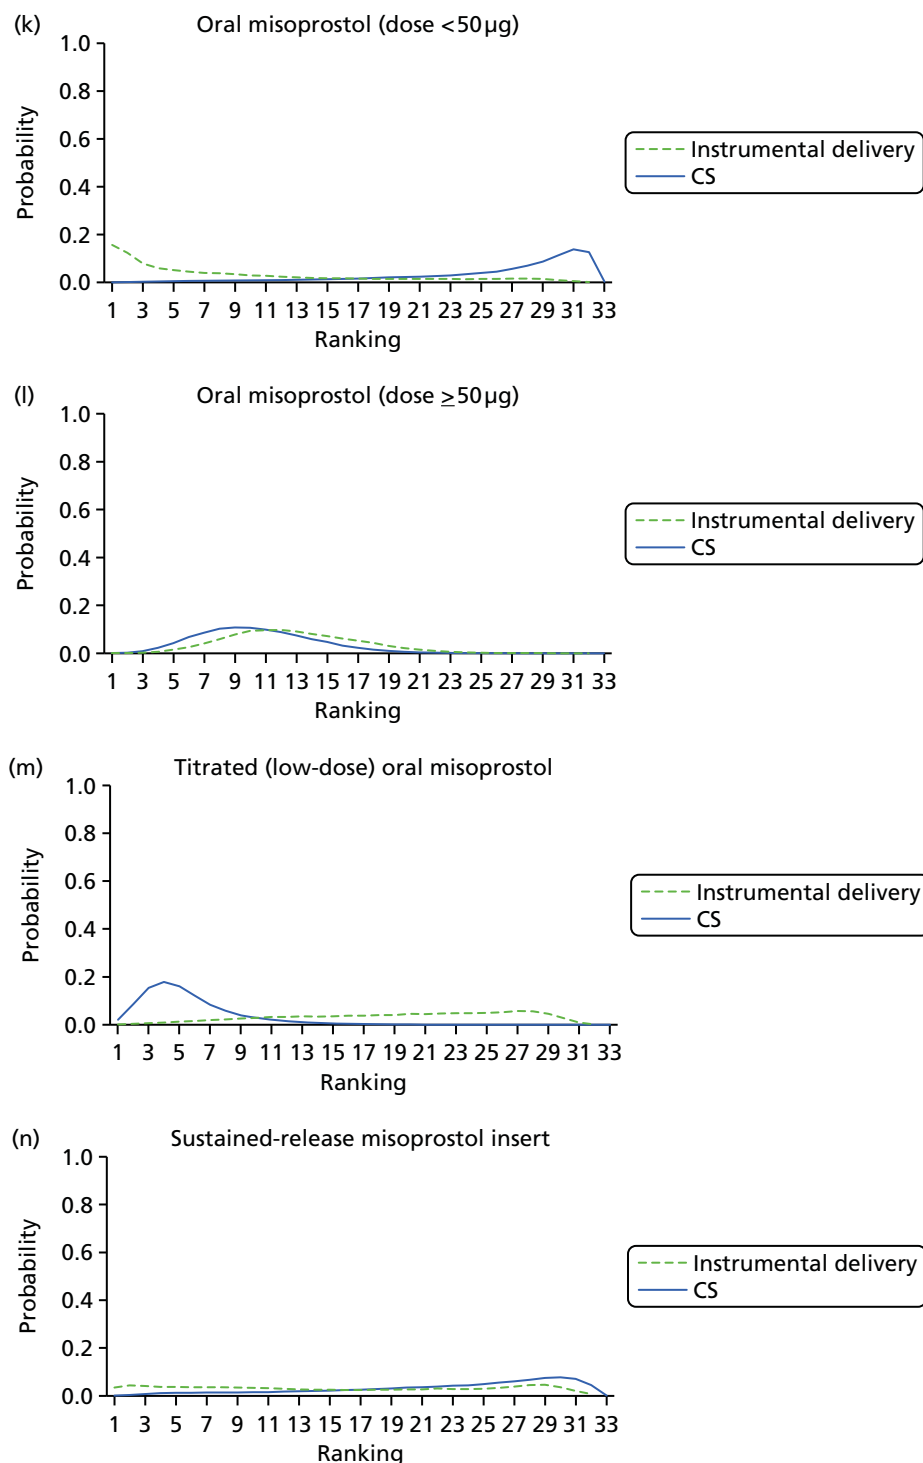 (k)
Oral misoprostol (dose <50µg)
1.0
0.8
0.6
0.4
0.2
0.0
Probability
1 3 5 7 9 11 13 15 17 19 21 23 25 27 29 31 33
Ranking
Instrumental delivery
CS
(l)
Oral misoprostol (dose ≥50µg)
1.0
0.8
0.6
0.4
0.2
0.0
Probability
1 3 5 7 9 11 13 15 17 19 21 23 25 27 29 31 33
Ranking
Instrumental delivery
CS
(m)
Titrated (low-dose) oral misoprostol
1.0
0.8
0.6
0.4
0.2
0.0
Probability
1 3 5 7 9 11 13 15 17 19 21 23 25 27 29 31 33
Ranking
Instrumental delivery
CS
(n)
Sustained-release misoprostol insert
1.0
0.8
0.6
0.4
0.2
0.0
Probability
1 3 5 7 9 11 13 15 17 19 21 23 25 27 29 31 33
Ranking
Instrumental delivery
CS